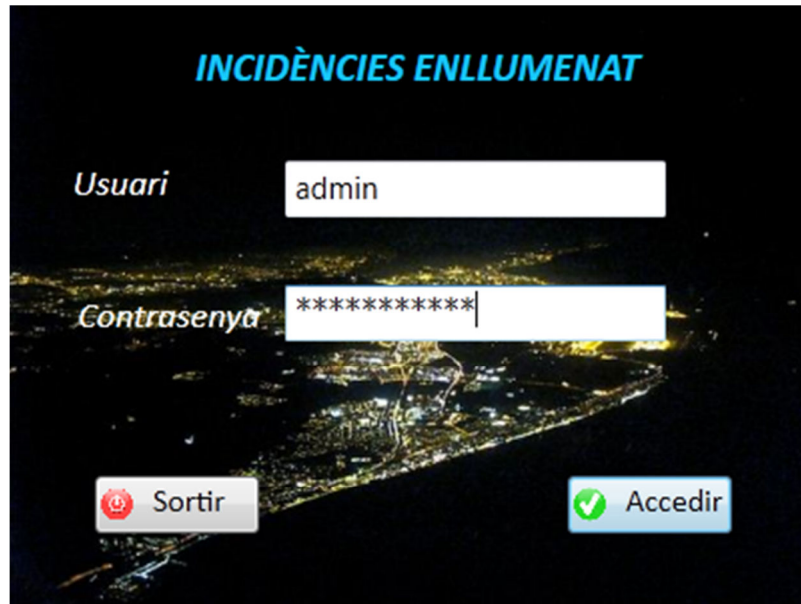 INCIDÈNCIES ENLLUMENAT
Usuari
admin
Contrasenya
***********
Sortir
Accedir